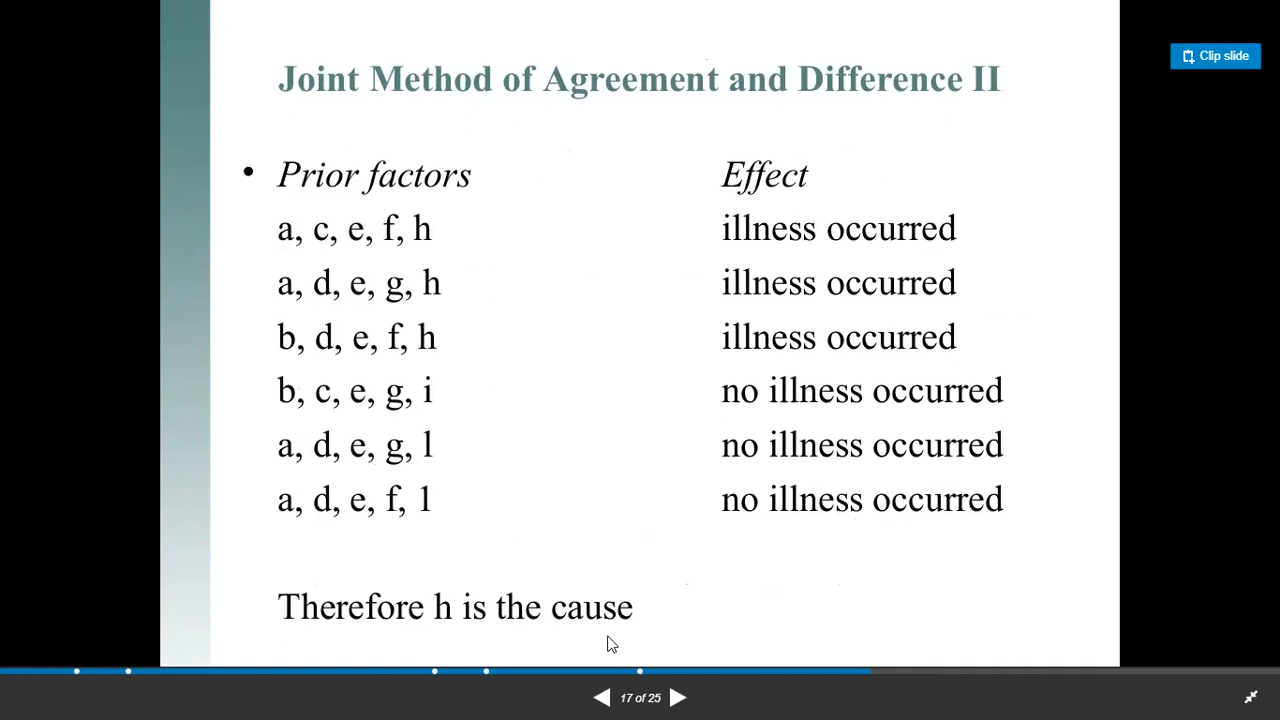 Clip slide
Joint Method of Agreement and Difference II
• Prior factors Effect
a, c, e, f, h illness occurred
a, d, e, g, h illness occurred
b, d, e, f, h illness occurred
b, c, e, g, i no illness occurred
a, d, e, g, l no illness occurred
a, d, e, f, l no illness occurred
Therefore h is the cause
17 of 25